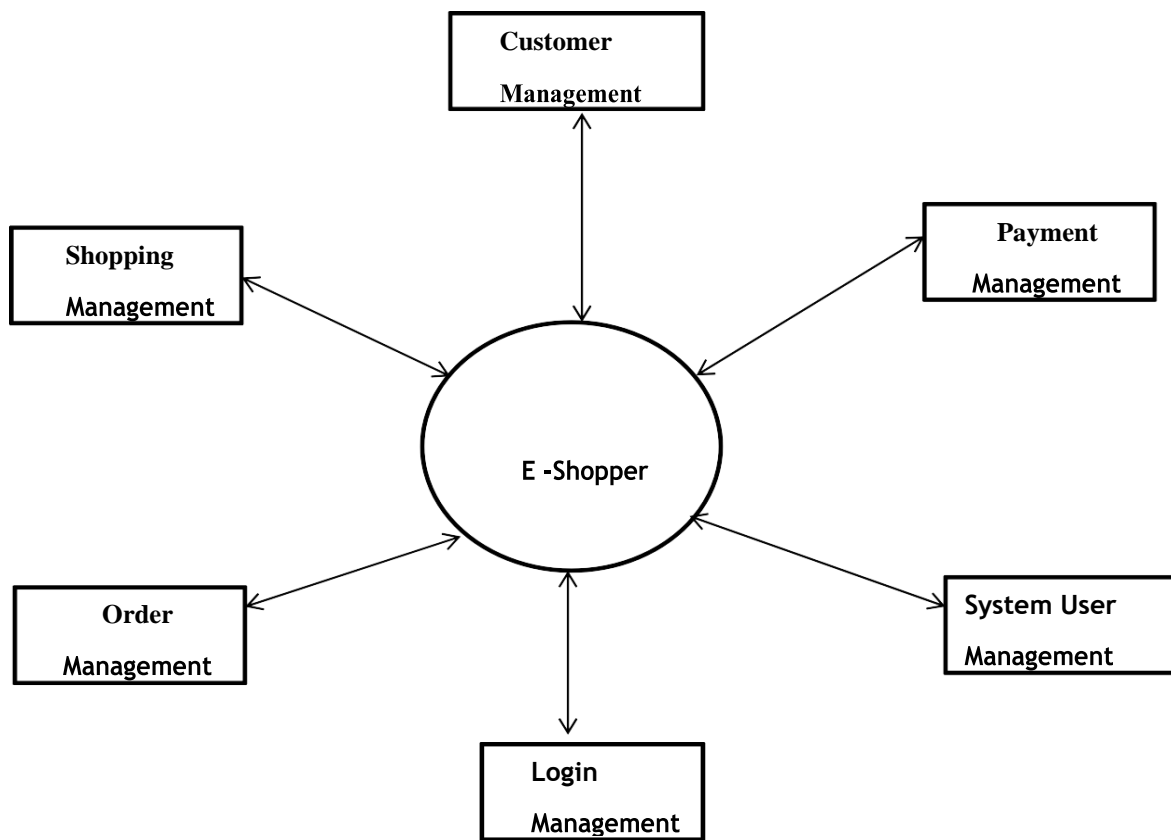 Customer
Management
Payment
Management
Shopping
Management
E -Shopper
Order
Management
System User
Management
Login
Management